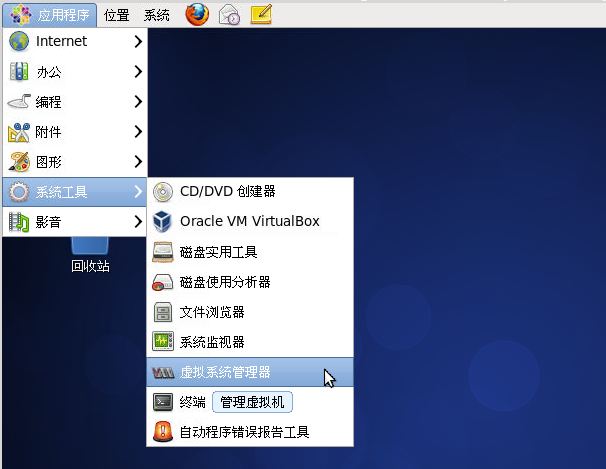 应用程序 位置 系统
Internet
办公
编程
附件
图形
系统工具
影音
回收站
CD/DVD 创建器
Oracle VM VirtualBox
磁盘实用工具
磁盘使用分析器
文件浏览器
系统监视器
虚拟系统管理器
终端
管理虚拟机
自动程序错误报告工具